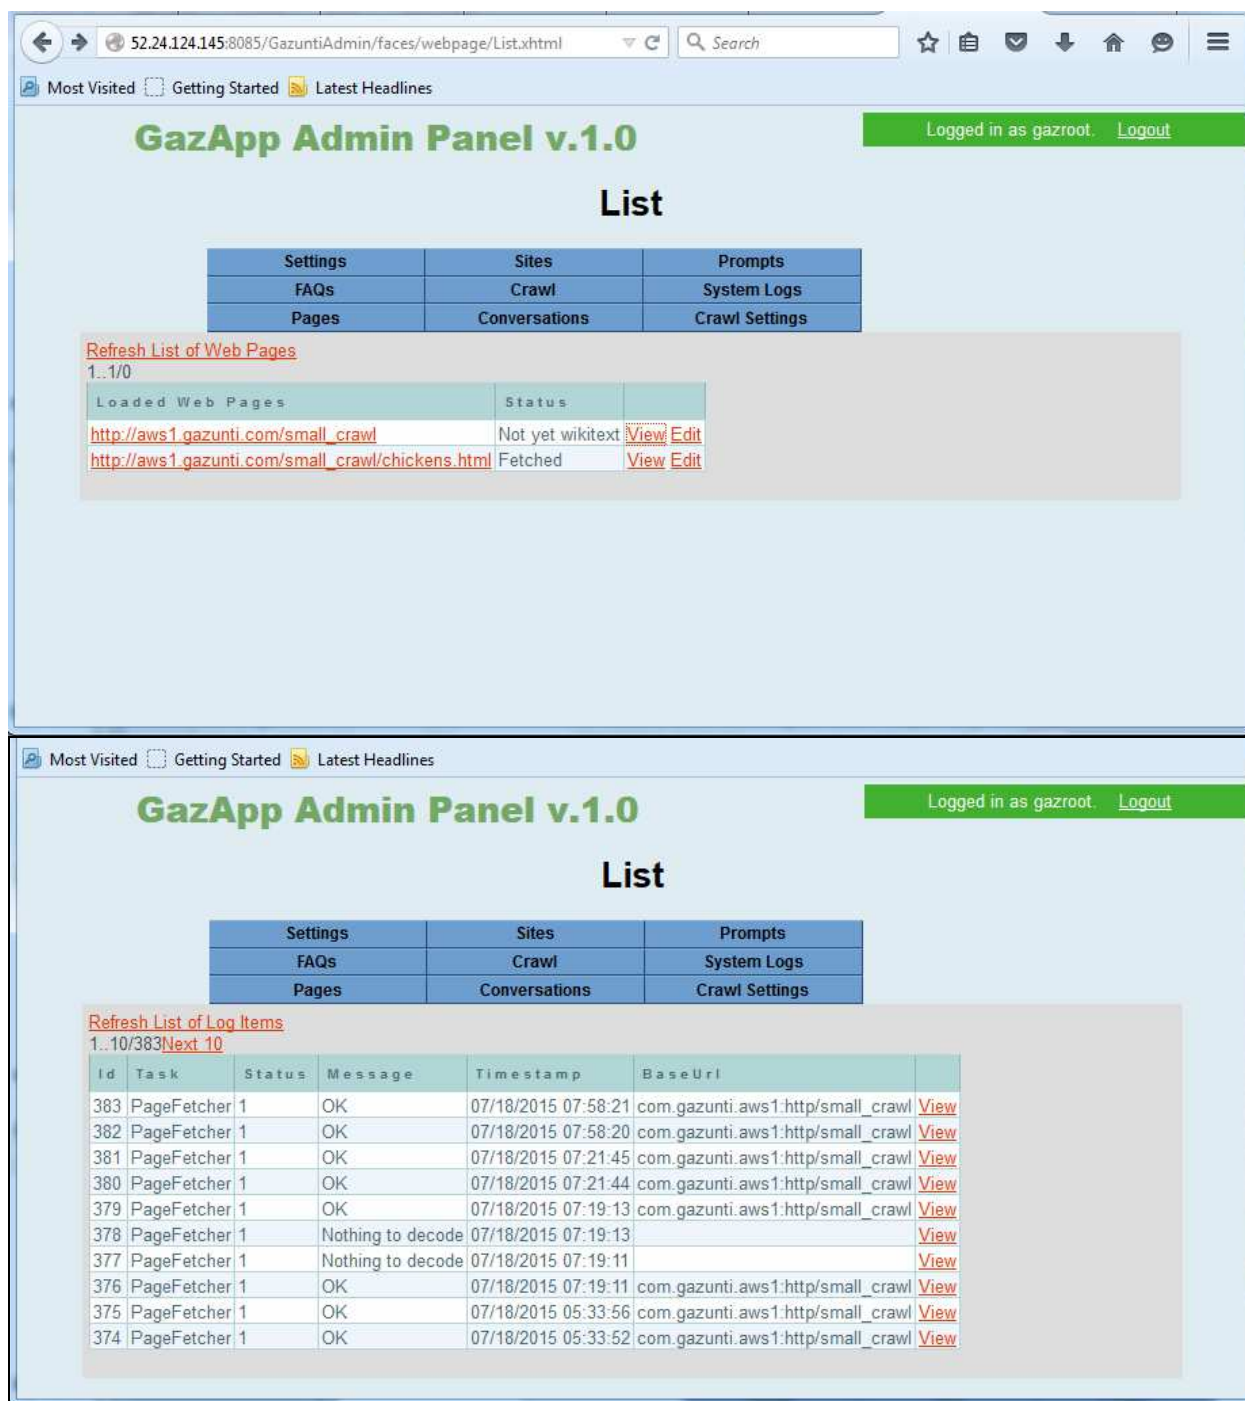 52.24.124.145:8085/GazuntiAdmin/faces/webpage/List.xhtml Search
Most Visited Getting Started Latest Headlines
GazApp Admin Panel v.1.0
Logged in as gazroot. Logout
List
Settings Sites Prompts
FAQs Crawl System Logs
Pages Conversations Crawl Settings
Refresh List of Web Pages
1..1/0
Loaded Web Pages Status
http://aws1.gazunti.com/small_crawl Not yet wikitext View Edit
http://aws1.gazunti.com/small_crawl/chickens.html Fetched View Edit
Most Visited Getting Started Latest Headlines
GazApp Admin Panel v.1.0
Logged in as gazroot. Logout
List
Settings Sites Prompts
FAQs Crawl System Logs
Pages Conversations Crawl Settings
Refresh List of Log Items
1..10/383Next 10
Id Task Status Message Timestamp BaseUrl
383 PageFetcher 1 OK 07/18/2015 07:58:21 com.gazunti.aws1:http/small_crawl View
382 PageFetcher 1 OK 07/18/2015 07:58:20 com.gazunti.aws1:http/small_crawl View
381 PageFetcher 1 OK 07/18/2015 07:21:45 com.gazunti.aws1:http/small_crawl View
380 PageFetcher 1 OK 07/18/2015 07:21:44 com.gazunti.aws1:http/small_crawl View
379 PageFetcher 1 OK 07/18/2015 07:19:13 com.gazunti.aws1:http/small_crawl View
378 PageFetcher 1 Nothing to decode 07/18/2015 07:19:13 View
377 PageFetcher 1 Nothing to decode 07/18/2015 07:19:11 View
376 PageFetcher 1 OK 07/18/2015 07:19:11 com.gazunti.aws1:http/small_crawl View
375 PageFetcher 1 OK 07/18/2015 05:33:56 com.gazunti.aws1:http/small_crawl View
374 PageFetcher 1 OK 07/18/2015 05:33:52 com.gazunti.aws1:http/small_crawl View